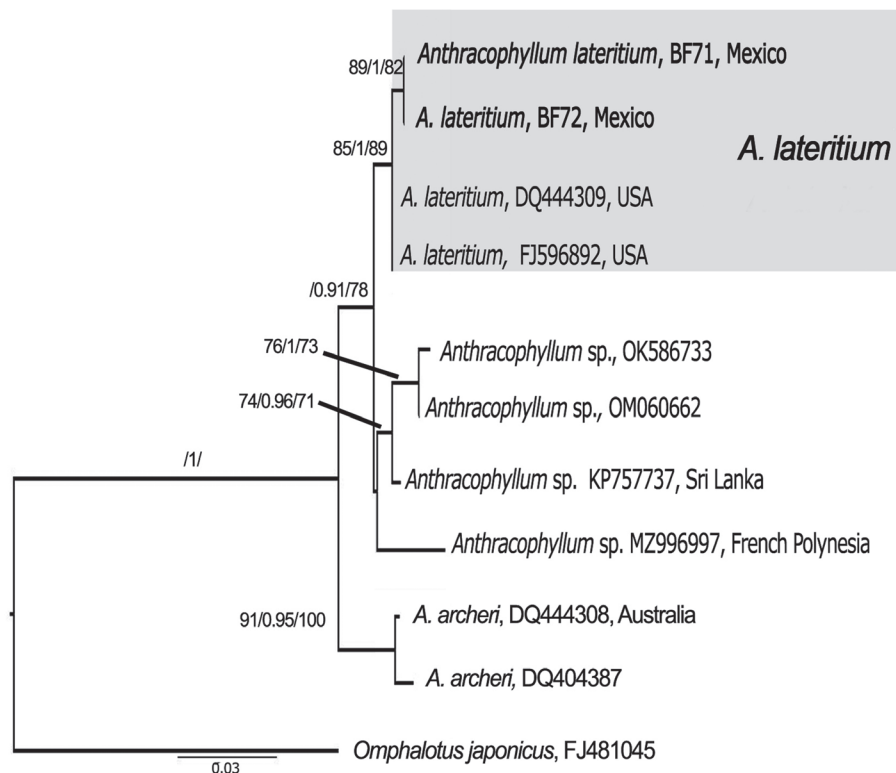 Anthracophyllum lateritium, BF71, Mexico
89/1/82
A. lateritium, BF72, Mexico
A. lateritium
85/1/89
A. lateritium, DQ444309, USA
A. lateritium, FJ596892, USA
/0.91/78
76/1/73
Anthracophyllum sp., OK586733
74/0.96/71
Anthracophyllum sp., OM060662
/1/
Anthracophyllum sp. KP757737, Sri Lanka
Anthracophyllum sp. MZ996997, French Polynesia
91/0.95/100
A. archeri, DQ444308, Australia
A. archeri, DQ404387
Omphalotus japonicus, FJ481045
0.03